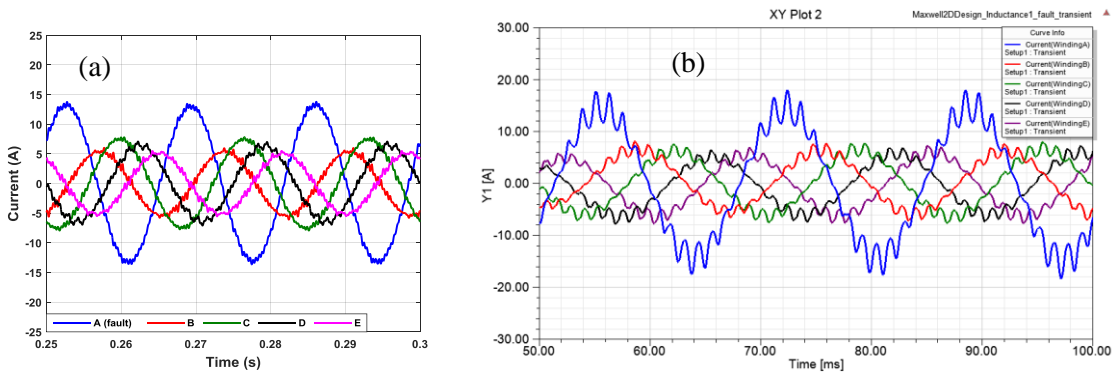 (a)
Current (A)
25
20
15
10
5
0
-5
-10
-15
-20
-25
A (fault) B C D E
0.25 0.26 0.27 0.28 0.29 0.3
Time (s)
XY Plot 2
Maxwell2DDesign_Inductance1_fault_transient
(b)
Curve Info
Current(WindingA)
Setup1 : Transient
Current(WindingB)
Setup1 : Transient
Current(WindingC)
Setup1 : Transient
Current(WindingD)
Setup1 : Transient
Current(WindingE)
Setup1 : Transient
Y1 [A]
30.00
20.00
10.00
0.00
-10.00
-20.00
-30.00
50.00 60.00 70.00 80.00 90.00 100.00
Time [ms]